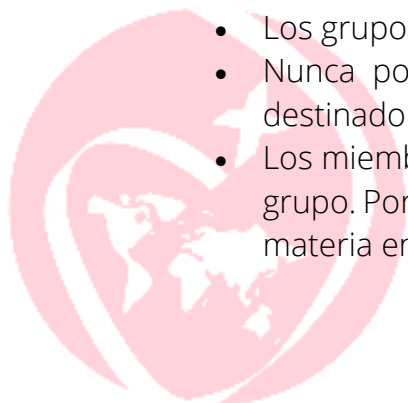 • Los grupo
• Nunca po
destinado
• Los miemb
grupo. Por
materia en